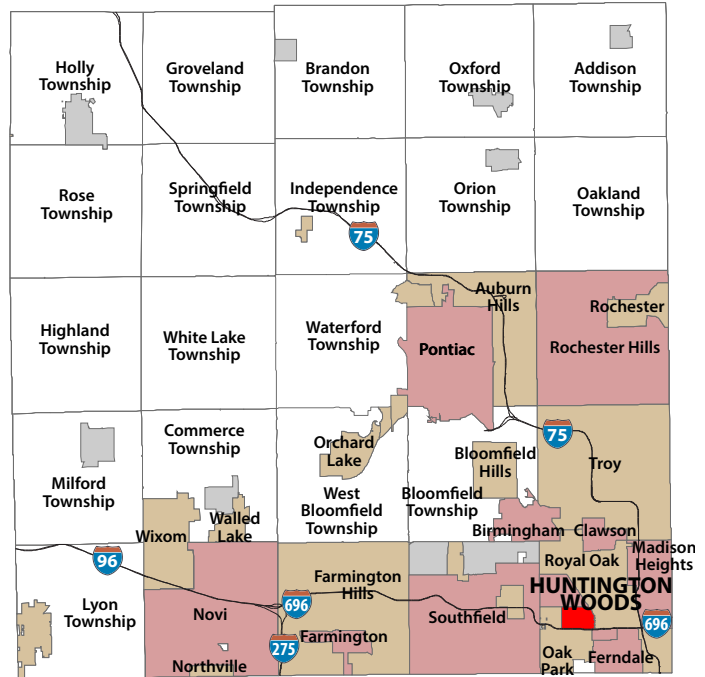 Holly
Township
Groveland
Township
Brandon
Township
Oxford
Township
Addison
Township
Rose
Township
Springfield
Township
Independence
Township
Orion
Township
Oakland
Township
75
Highland
Township
White Lake
Township
Waterford
Township
Pontiac
Auburn
Hills
Rochester
Rochester Hills
Milford
Township
Commerce
Township
Orchard
Lake
West
Bloomfield
Township
Bloomfield
Township
Bloomfield
Hills
75
Troy
Wixom
Walled
Lake
Birmingham
Clawson
96
Lyon
Township
Novi
Northville
696
275
Farmington
Hills
Farmington
Southfield
Royal Oak
Madison
Heights
HUNTINGTON
WOODS
696
Oak
Park
Ferndale